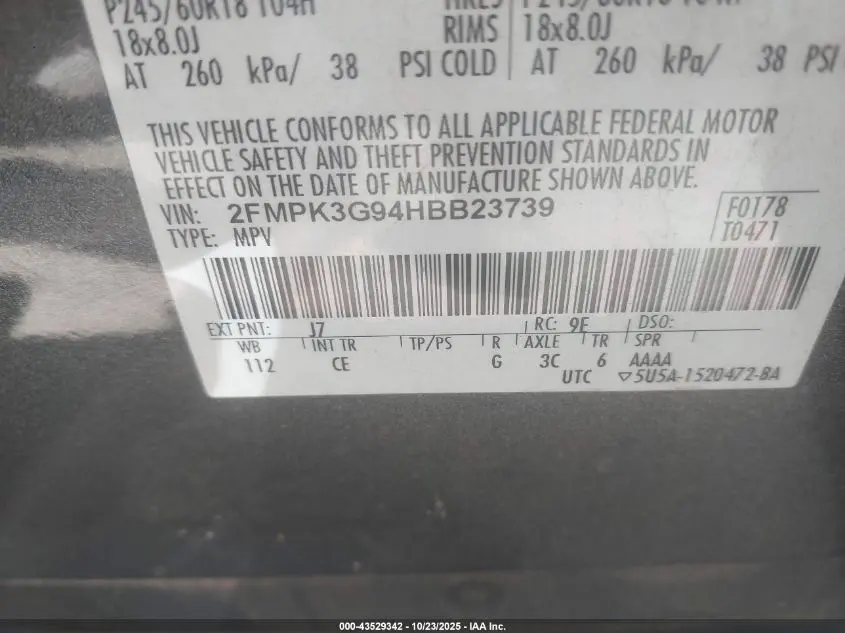 P245/60R18 104H
18x8.0J RIMS 18x8.0J
AT 260 kPa/ 38 PSI COLD AT 260 kPa/ 38 PSI
THIS VEHICLE CONFORMS TO ALL APPLICABLE FEDERAL MOTOR
VEHICLE SAFETY AND THEFT PREVENTION STANDARDS IN
EFFECT ON THE DATE OF MANUFACTURE SHOWN ABOVE.
VIN: 2FMPK3G94HBB23739 F0178
TYPE: MPV T0471
EXT PNT: J7 RC: 9E DSO:
WB INT TR TP/PS R AXLE TR SPR
112 CE G 3C 6 AAAA
UTC ▽5U5A-1520472-BA
000-43529342 - 10/23/2025 - IAA Inc.